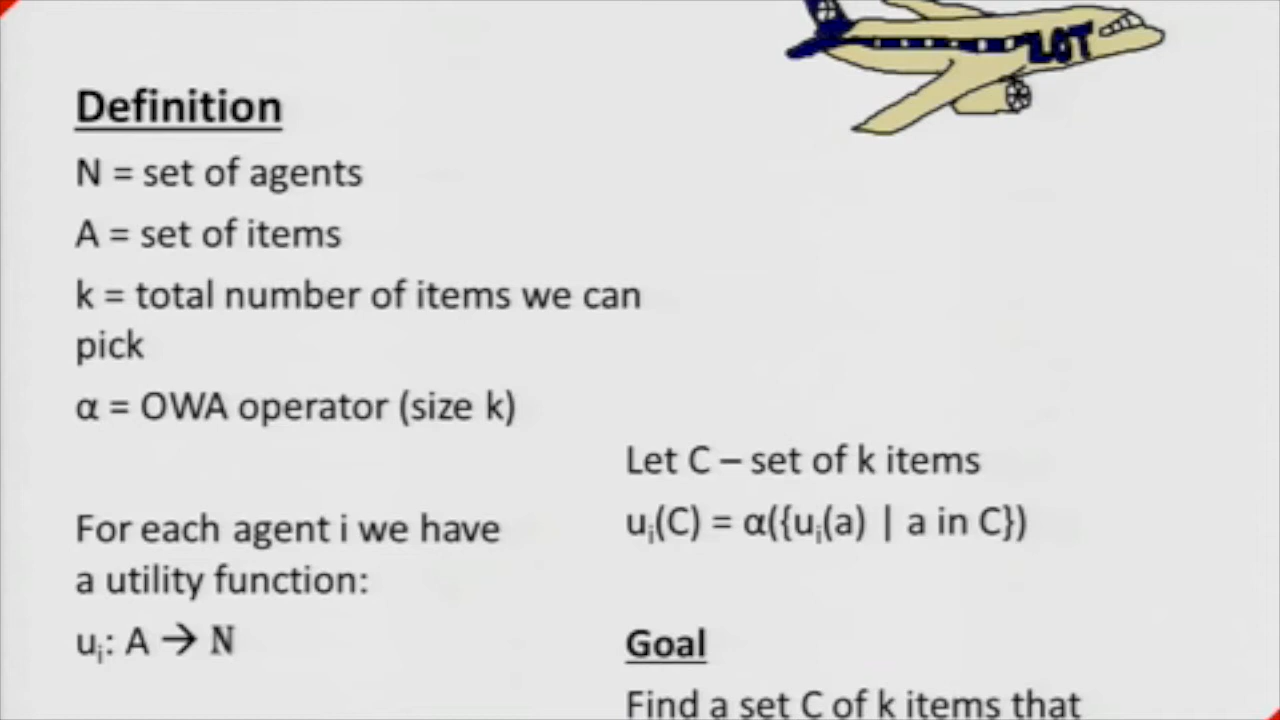 LOT
Definition
N = set of agents
A = set of items
k = total number of items we can
pick
α = OWA operator (size k)
For each agent i we have
a utility function:
uᵢ: A → N
Let C – set of k items
uᵢ(C) = α({uᵢ(a) | a in C})
Goal
Find a set C of k items that